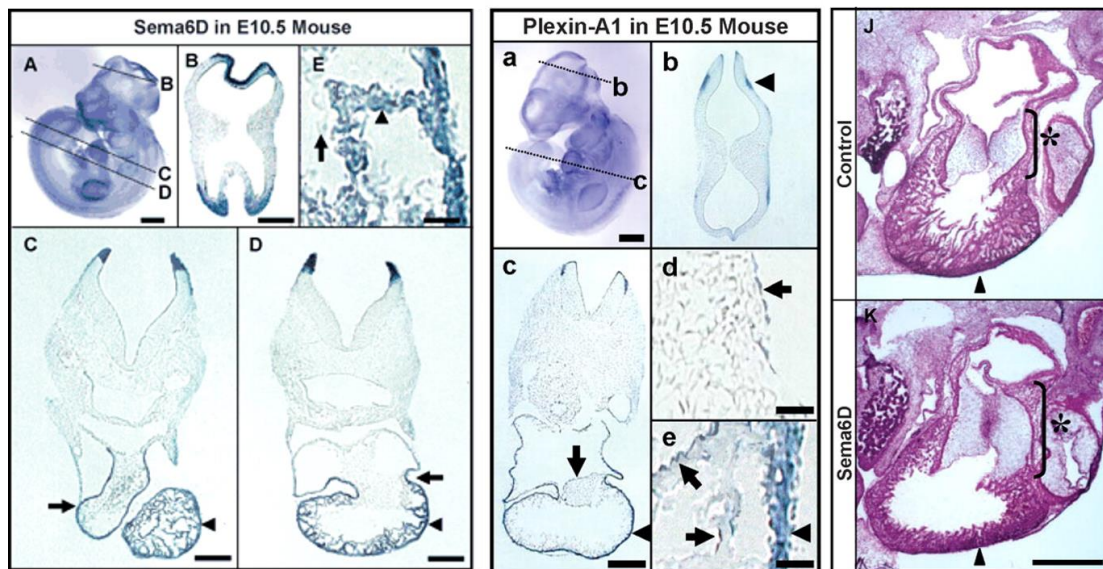 Sema6D in E10.5 Mouse
A
B
B
E
C
D
C
D
Plexin-A1 in E10.5 Mouse
a
b
b
c
c
d
e
J
Control
*
K
Sema6D
*